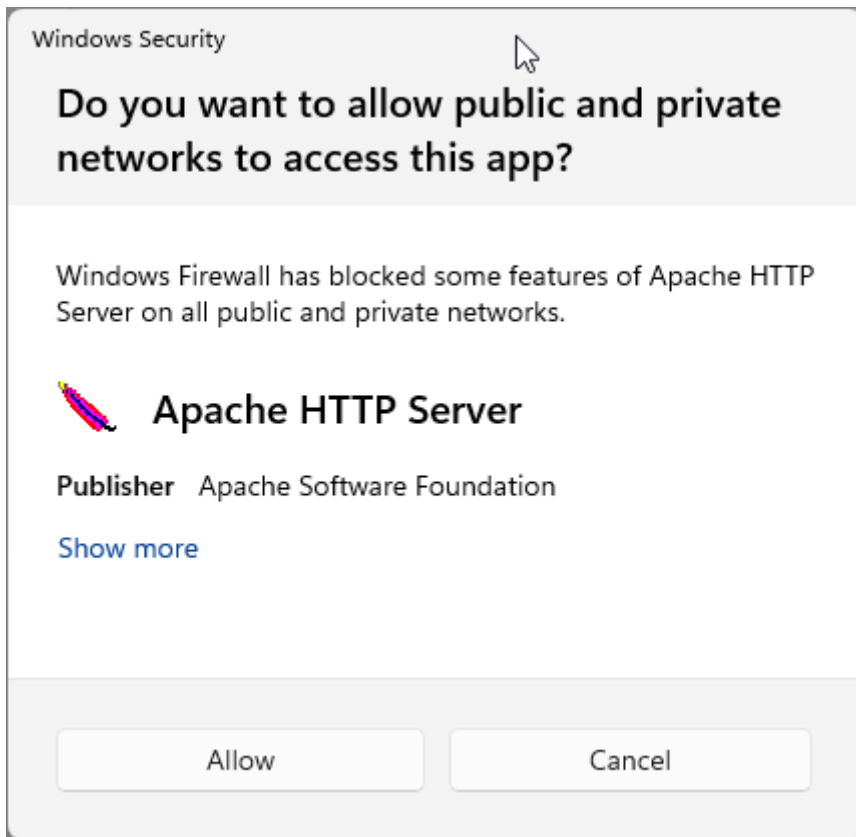 Windows Security
Do you want to allow public and private
networks to access this app?
Windows Firewall has blocked some features of Apache HTTP
Server on all public and private networks.
Apache HTTP Server
Publisher Apache Software Foundation
Show more
Allow Cancel